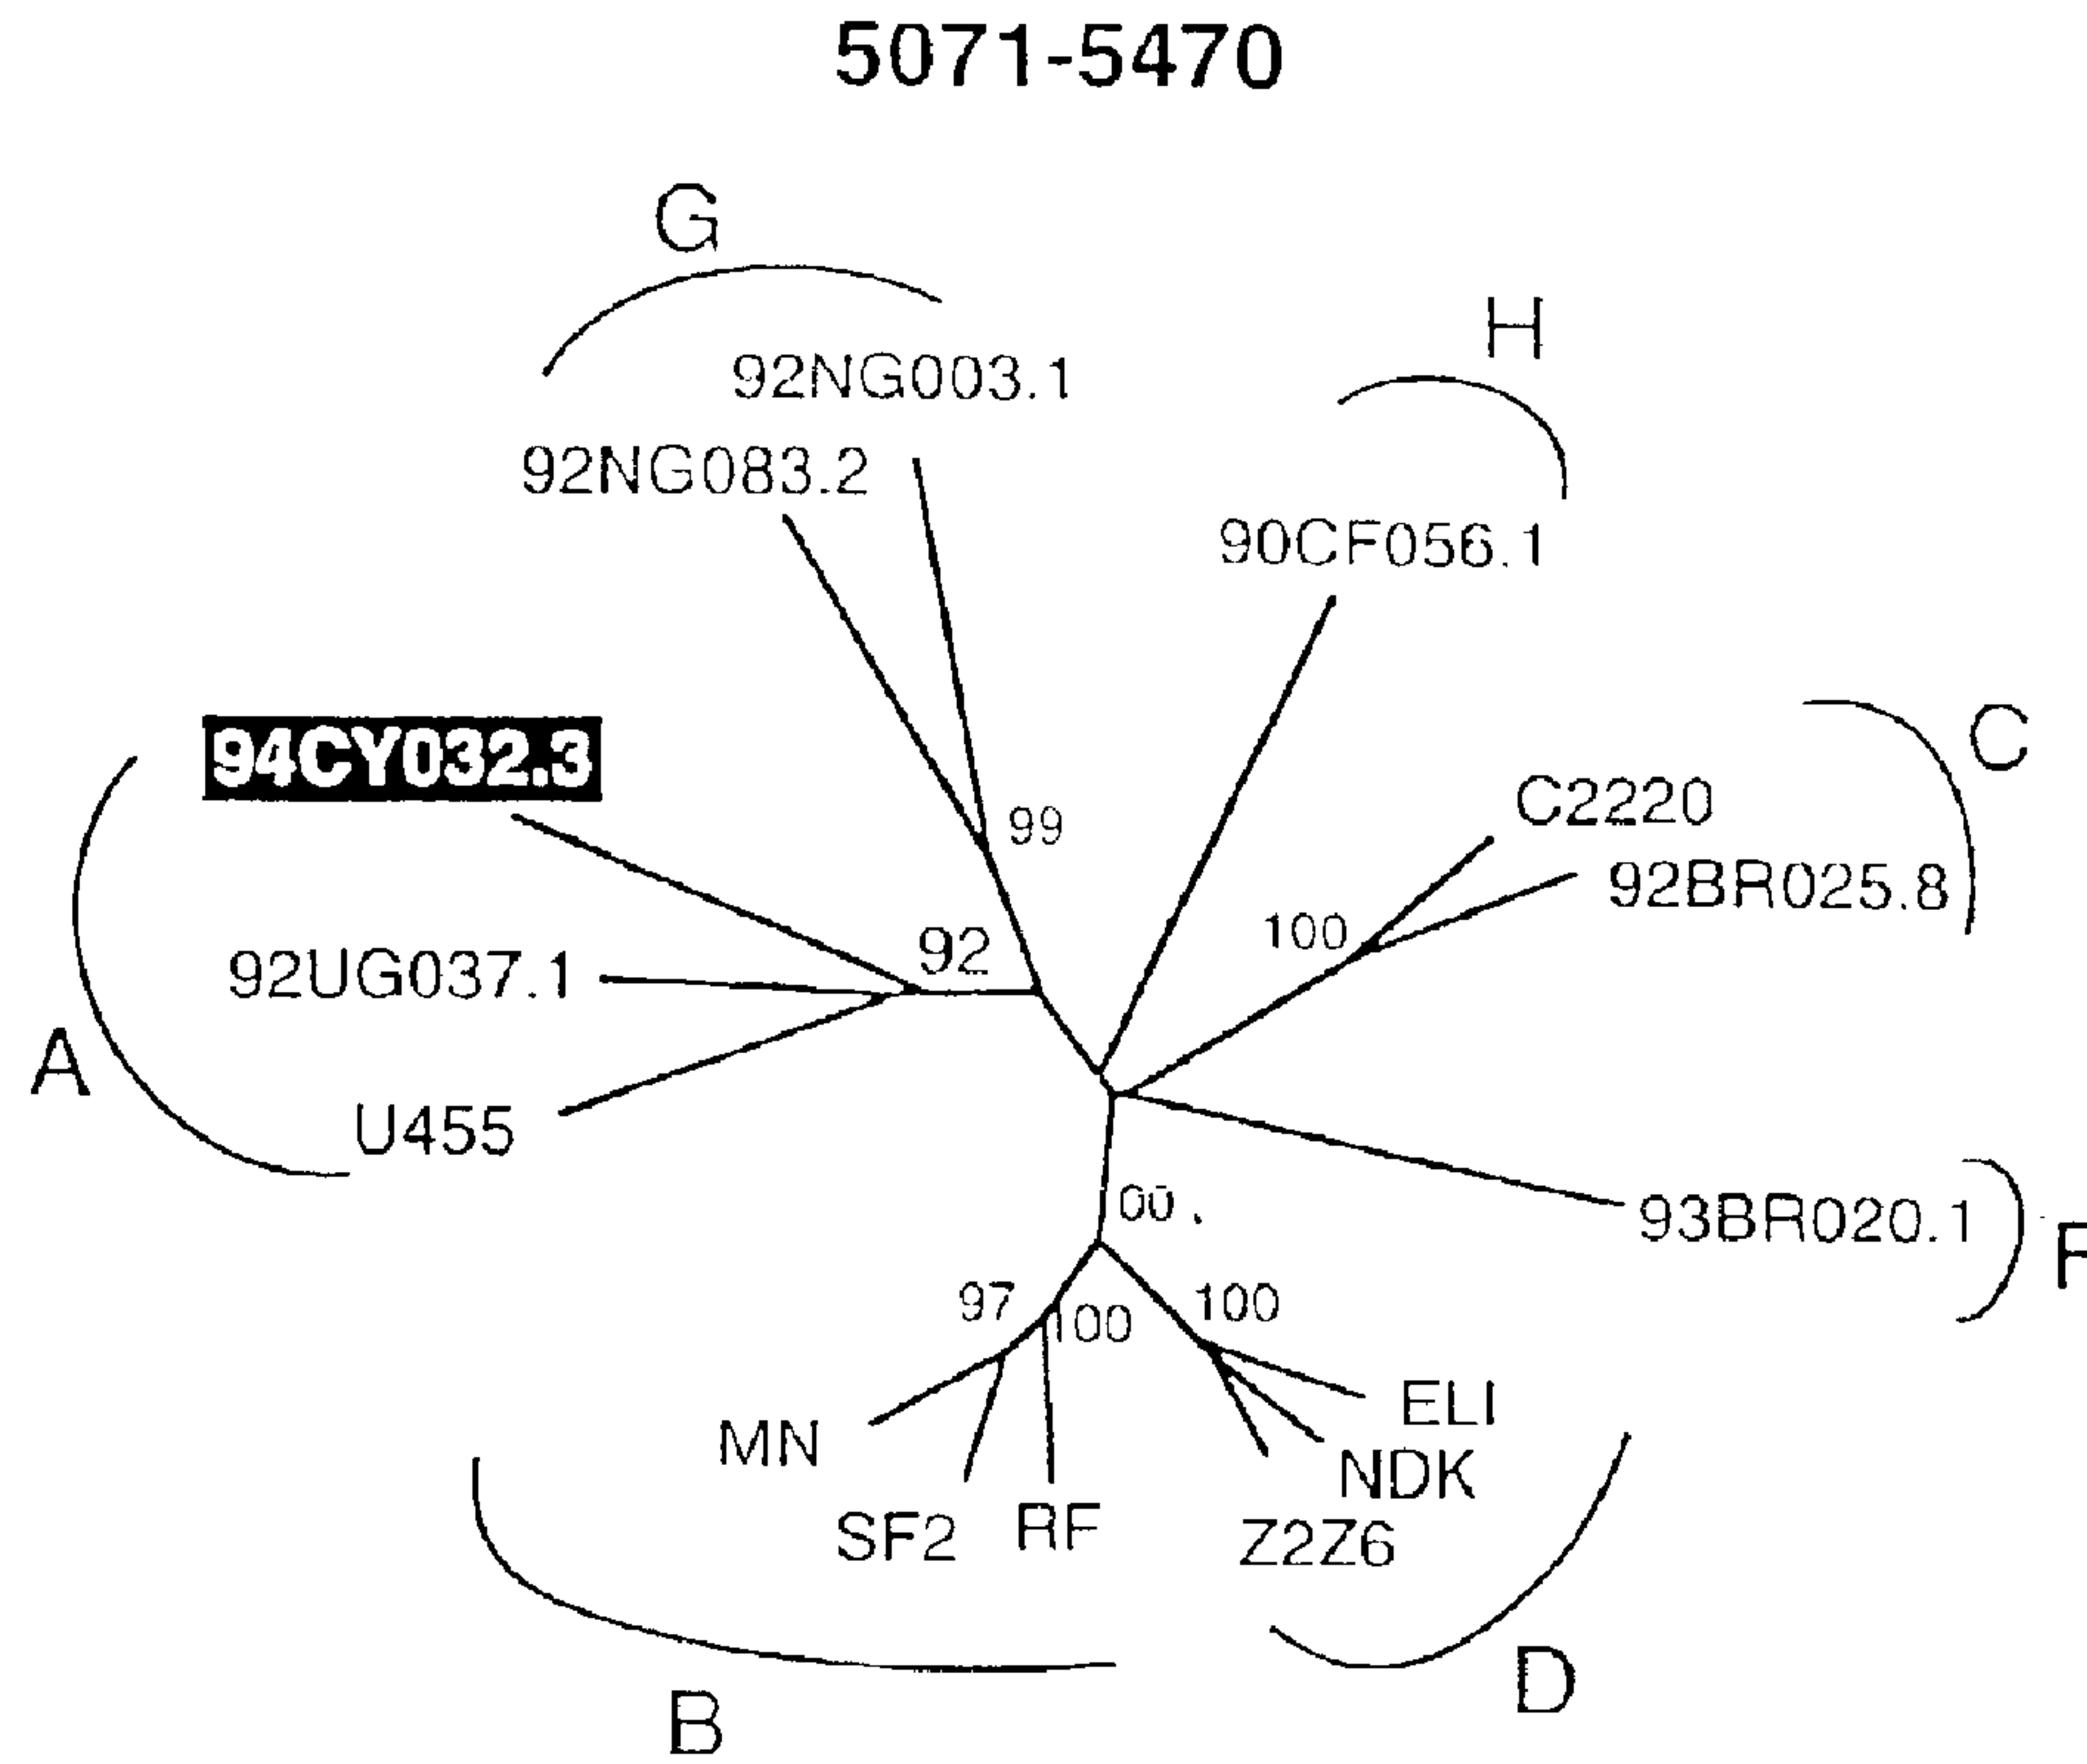 5071-5470
G
H
92NG003.1
92NG083.2
90CF056.1
94CY032.3
C
C2220
99
92BR025.8
100
92
92UG037.1
A
U455
93BR020.1
97
100
100
ELI
MN
NDK
SF2
RF
Z2Z6
D
B